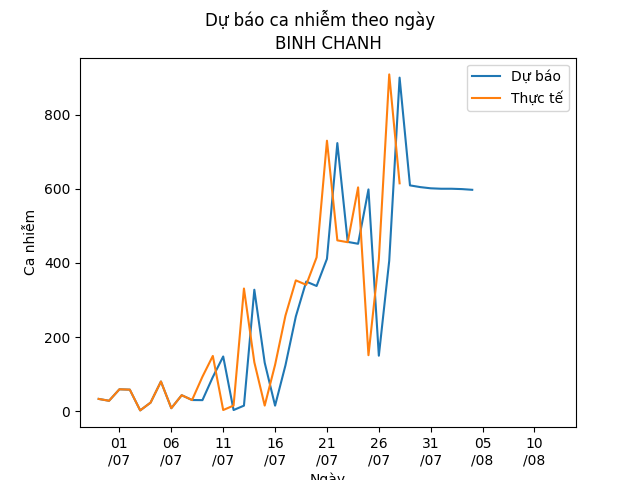 Dự báo ca nhiễm theo ngày
BINH CHANH
Dự báo
Thực tế
Ca nhiễm
800
600
400
200
0
01 06 11 16 21 26 31 05 10
/07 /07 /07 /07 /07 /07 /07 /08 /08
Ngày